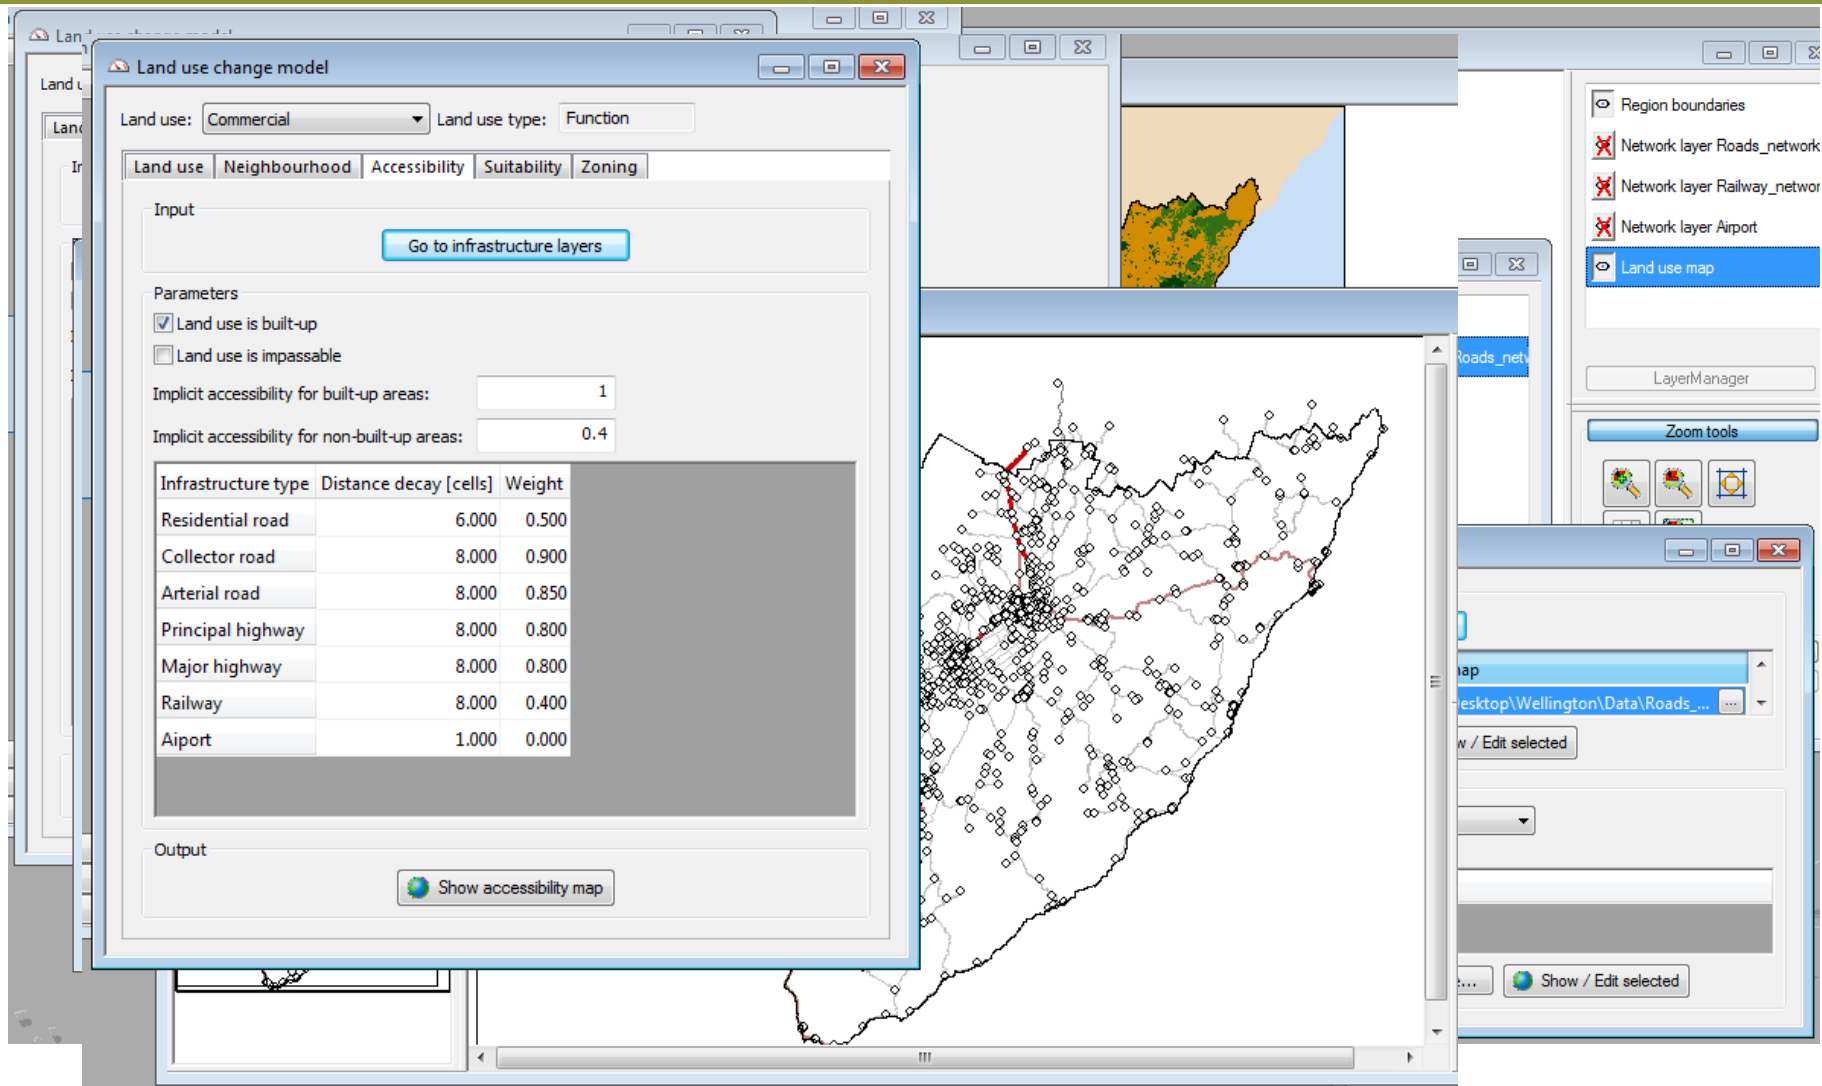 Land use change model
Land use: Commercial Land use type: Function
Land use Neighbourhood Accessibility Suitability Zoning
Input
Go to infrastructure layers
Parameters
Land use is built-up
Land use is impassable
Implicit accessibility for built-up areas: 1
Implicit accessibility for non-built-up areas: 0.4
Infrastructure type Distance decay [cells] Weight
Residential road 6.000 0.500
Collector road 8.000 0.900
Arterial road 8.000 0.850
Principal highway 8.000 0.800
Major highway 8.000 0.800
Railway 8.000 0.400
Aiport 1.000 0.000
Output
Show accessibility map
Region boundaries
Network layer Roads_network
Network layer Railway_networ
Network layer Airport
Land use map
LayerManager
Zoom tools
Roads_netw
esktop\Wellington\Data\Roads_... ...
w / Edit selected
Show / Edit selected